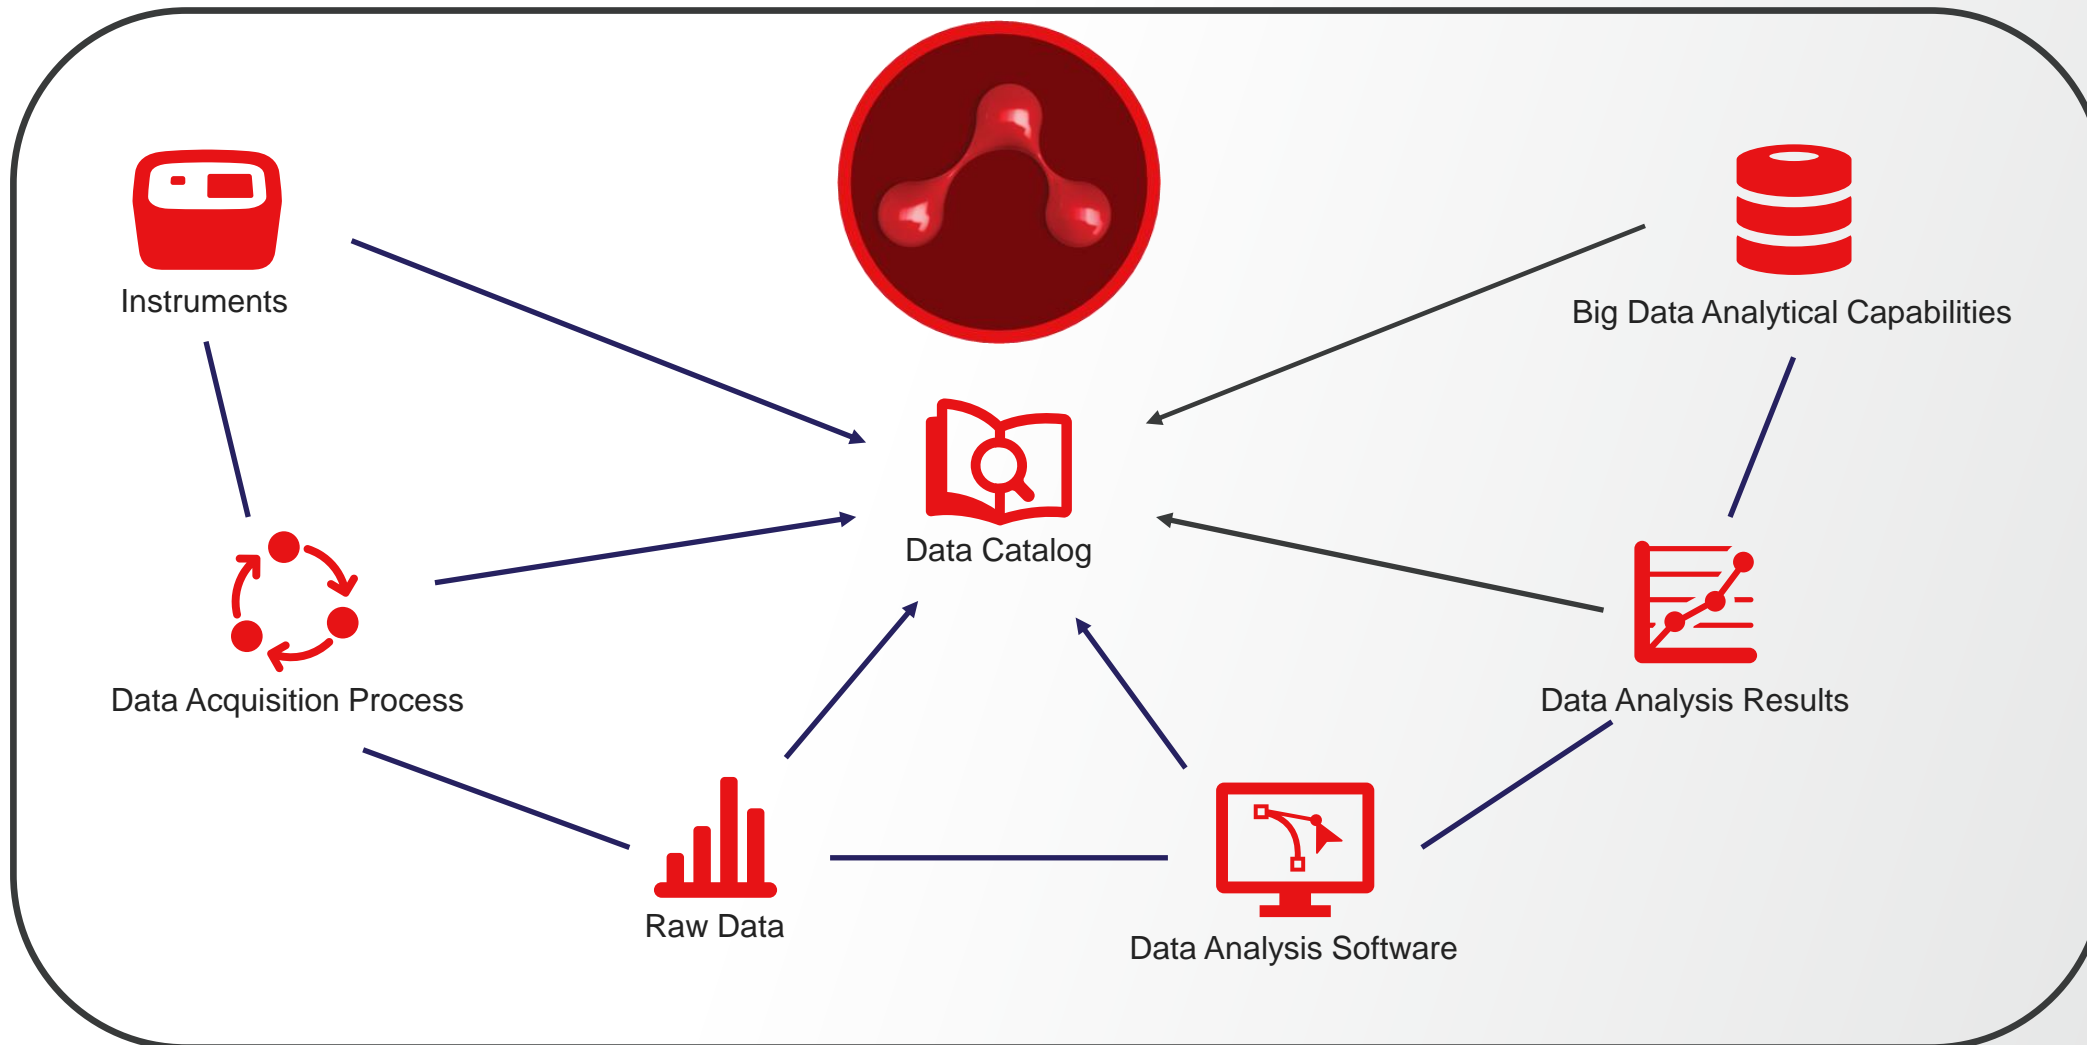 Instruments
Big Data Analytical Capabilities
Data Catalog
Data Acquisition Process
Data Analysis Results
Raw Data
Data Analysis Software